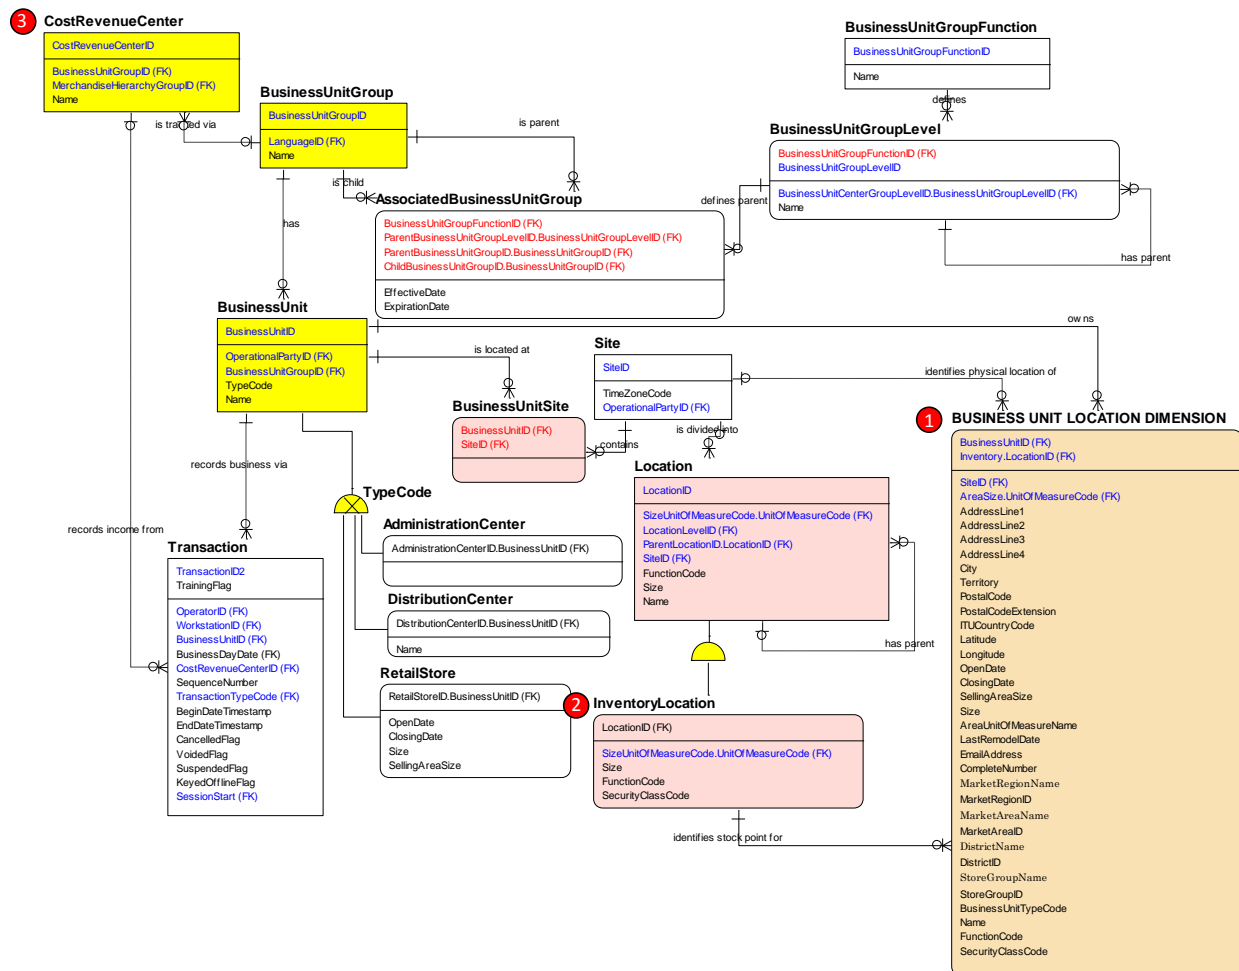 3
CostRevenueCenter
CostRevenueCenterID
BusinessUnitGroupID (FK)
MerchandiseHierarchyGroupID (FK)
Name
is tracked via
BusinessUnitGroup
BusinessUnitGroupID
LanguageID (FK)
Name
is parent
is child
has
BusinessUnitGroupFunction
BusinessUnitGroupFunctionID
Name
defines
BusinessUnitGroupLevel
BusinessUnitGroupFunctionID (FK)
BusinessUnitGroupLevelID
BusinessUnitCenterGroupLevelID.BusinessUnitGroupLevelID (FK)
Name
defines parent
has parent
AssociatedBusinessUnitGroup
BusinessUnitGroupFunctionID (FK)
ParentBusinessUnitGroupLevelID.BusinessUnitGroupLevelID (FK)
ParentBusinessUnitGroupID.BusinessUnitGroupID (FK)
ChildBusinessUnitGroupID.BusinessUnitGroupID (FK)
EffectiveDate
ExpirationDate
BusinessUnit
BusinessUnitID
OperationalPartyID (FK)
BusinessUnitGroupID (FK)
TypeCode
Name
owns
is located at
Site
SiteID
TimeZoneCode
OperationalPartyID (FK)
identifies physical location of
is divided into
contains
BusinessUnitSite
BusinessUnitID (FK)
SiteID (FK)
records business via
records income from
TypeCode
AdministrationCenter
AdministrationCenterID.BusinessUnitID (FK)
DistributionCenter
DistributionCenterID.BusinessUnitID (FK)
Name
RetailStore
RetailStoreID.BusinessUnitID (FK)
OpenDate
ClosingDate
Size
SellingAreaSize
Transaction
TransactionID2
TrainingFlag
OperatorID (FK)
WorkstationID (FK)
BusinessUnitID (FK)
BusinessDayDate (FK)
CostRevenueCenterID (FK)
SequenceNumber
TransactionTypeCode (FK)
BeginDateTimestamp
EndDateTimestamp
CancelledFlag
VoidedFlag
SuspendedFlag
KeyedOfflineFlag
SessionStart (FK)
Location
LocationID
SizeUnitOfMeasureCode.UnitOfMeasureCode (FK)
LocationLevelID (FK)
ParentLocationID.LocationID (FK)
SiteID (FK)
FunctionCode
Size
Name
has parent
2
InventoryLocation
LocationID (FK)
SizeUnitOfMeasureCode.UnitOfMeasureCode (FK)
Size
FunctionCode
SecurityClassCode
identifies stock point for
1
BUSINESS UNIT LOCATION DIMENSION
BusinessUnitID (FK)
Inventory.LocationID (FK)
SiteID (FK)
AreaSize.UnitOfMeasureCode (FK)
AddressLine1
AddressLine2
AddressLine3
AddressLine4
City
Territory
PostalCode
PostalCodeExtension
ITUCountryCode
Latitude
Longitude
OpenDate
ClosingDate
SellingAreaSize
Size
AreaUnitOfMeasureName
LastRemodelDate
EmailAddress
CompleteNumber
MarketRegionName
MarketRegionID
MarketAreaName
MarketAreaID
DistrictName
DistrictID
StoreGroupName
StoreGroupID
BusinessUnitTypeCode
Name
FunctionCode
SecurityClassCode